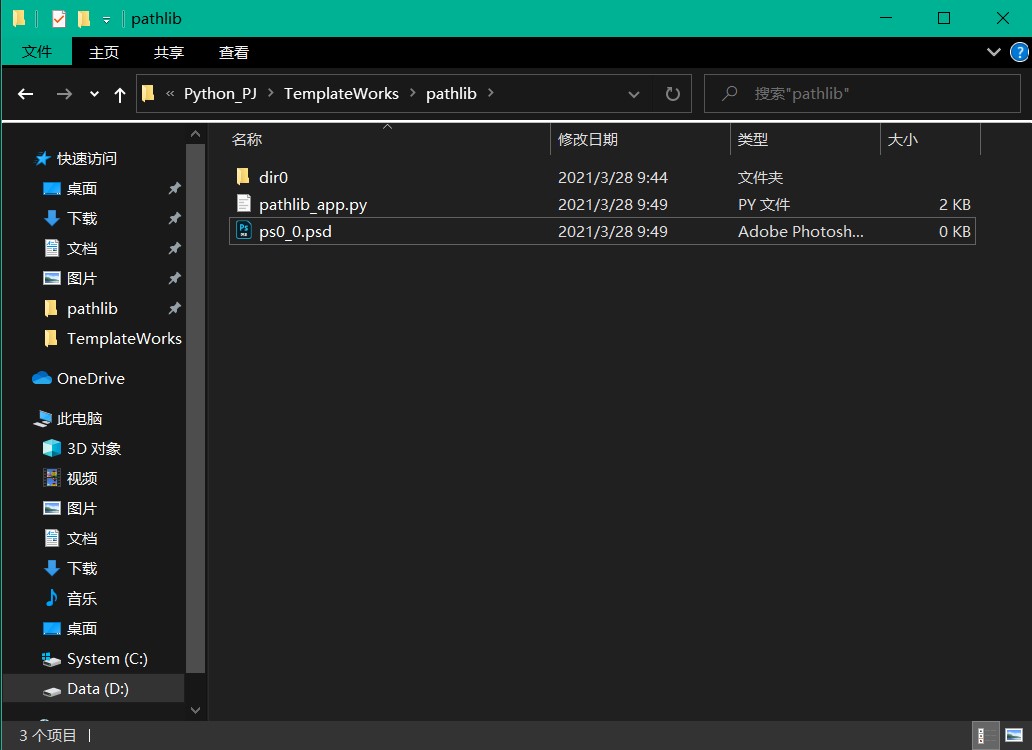 pathlib
文件 主页 共享 查看
« Python_PJ > TemplateWorks > pathlib > 搜索"pathlib"
名称 修改日期 类型 大小
dir0 2021/3/28 9:44 文件夹
pathlib_app.py 2021/3/28 9:49 PY 文件 2 KB
ps0_0.psd 2021/3/28 9:49 Adobe Photosh... 0 KB
快速访问
桌面
下载
文档
图片
pathlib
TemplateWorks
OneDrive
此电脑
3D 对象
视频
图片
文档
下载
音乐
桌面
System (C:)
Data (D:)
3 个项目